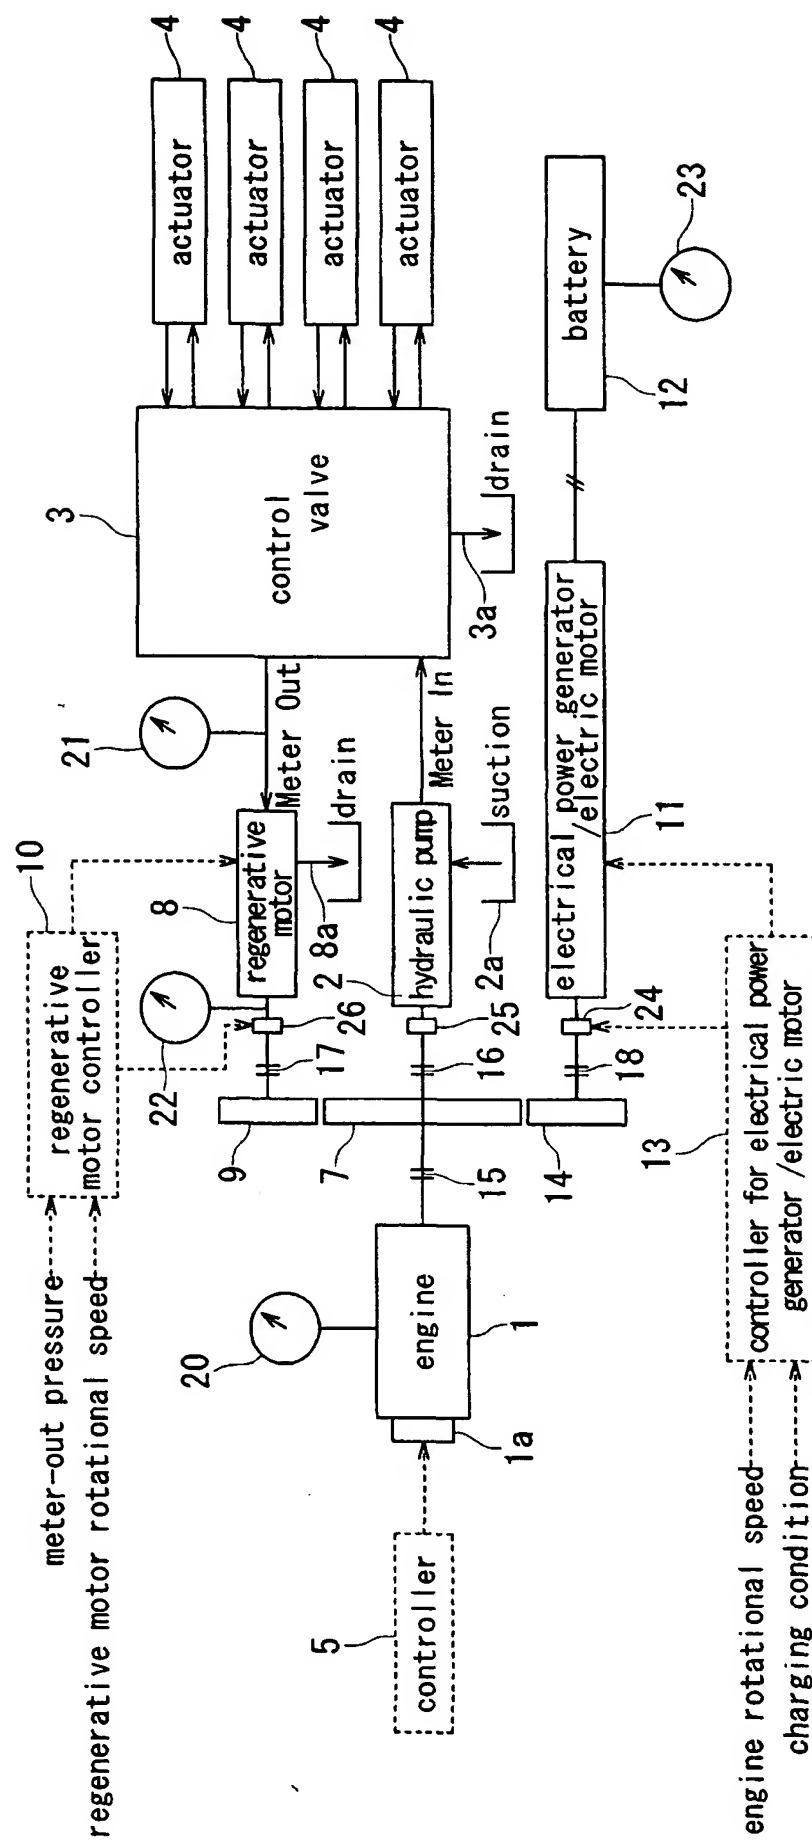 meter-out pressure
regenerative motor rotational speed
10
regenerative
motor controller
22
21
8
regenerative
motor
Meter Out
8a
drain
26
17
9
3
control
valve
3a
drain
4
actuator
4
actuator
4
actuator
4
actuator
5
controller
1a
20
engine
1
15
7
16
25
2
hydraulic pump
Meter In
2a
suction
14
18
24
electrical power generator
/electric motor
11
battery
12
23
13
controller for electrical power
generator /electric motor
engine rotational speed
charging condition